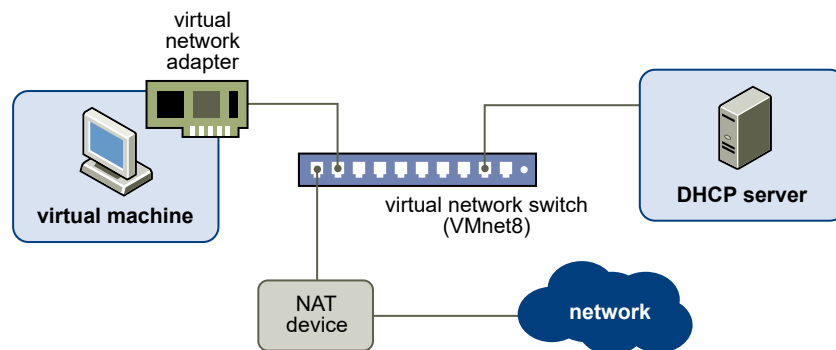 virtual
network
adapter
virtual machine
DHCP server
virtual network switch
(VMnet8)
NAT
device
network